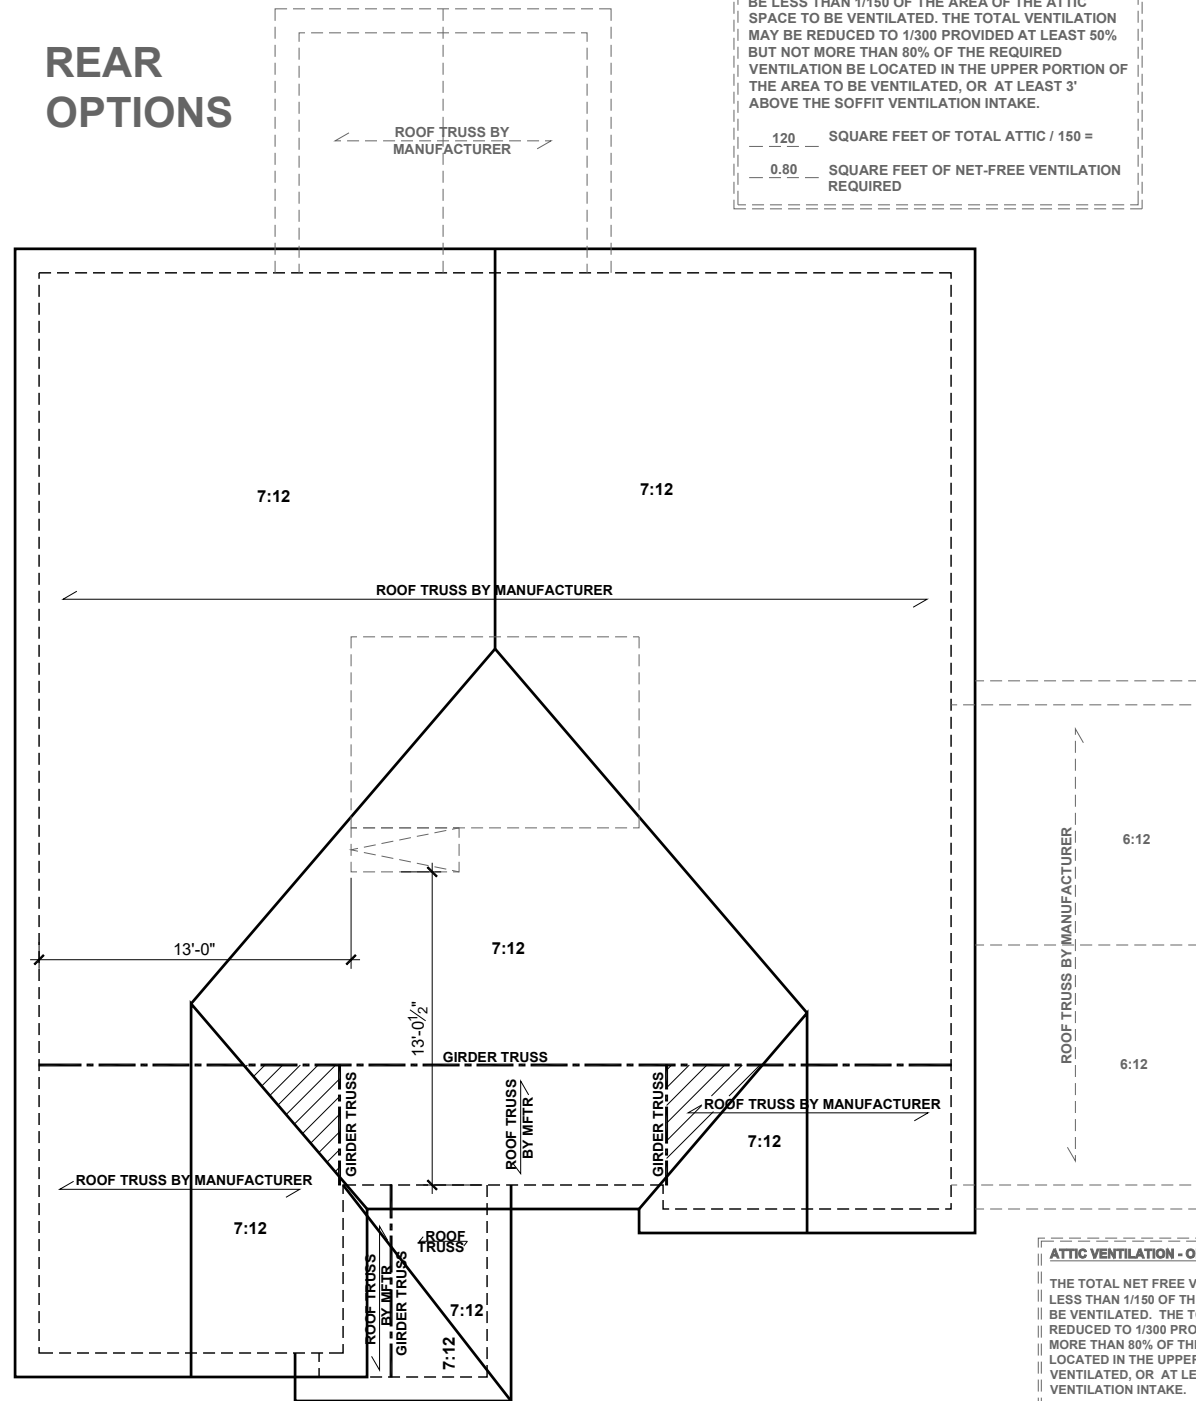 REAR
OPTIONS
BE LESS THAN 1/150 OF THE AREA OF THE ATTIC
SPACE TO BE VENTILATED. THE TOTAL VENTILATION
MAY BE REDUCED TO 1/300 PROVIDED AT LEAST 50%
BUT NOT MORE THAN 80% OF THE REQUIRED
VENTILATION BE LOCATED IN THE UPPER PORTION OF
THE AREA TO BE VENTILATED, OR AT LEAST 3'
ABOVE THE SOFFIT VENTILATION INTAKE.
120 SQUARE FEET OF TOTAL ATTIC / 150 =
0.80 SQUARE FEET OF NET-FREE VENTILATION
REQUIRED
ROOF TRUSS BY
MANUFACTURER
7:12
7:12
ROOF TRUSS BY MANUFACTURER
6:12
ROOF TRUSS BY MANUFACTURER
6:12
13'-0"
7:12
13'-0½"
GIRDER TRUSS
GIRDER TRUSS
ROOF TRUSS
BY MFTR
GIRDER TRUSS
ROOF TRUSS BY MANUFACTURER
7:12
ROOF TRUSS BY MANUFACTURER
7:12
ROOF
TRUSS
ROOF TRUSS
BY MFTR
GIRDER TRUSS
7:12
7:12
ATTIC VENTILATION - O
THE TOTAL NET FREE V
LESS THAN 1/150 OF TH
BE VENTILATED. THE T
REDUCED TO 1/300 PRO
MORE THAN 80% OF TH
LOCATED IN THE UPPER
VENTILATED, OR AT LE
VENTILATION INTAKE.